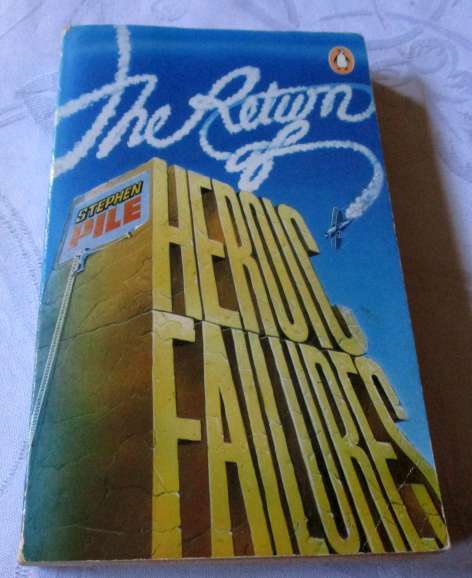 The Return
of
STEPHEN
PILE
HEROIC
FAILURES